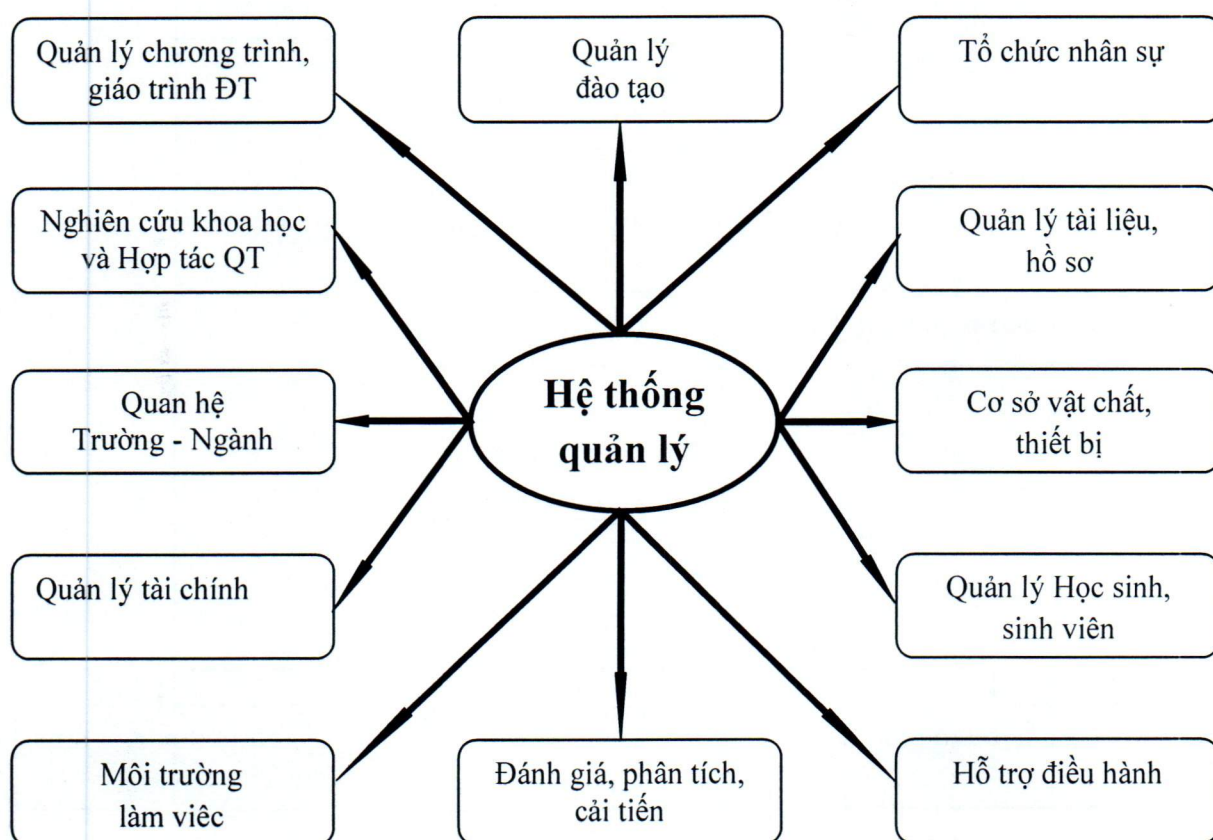 Quản lý chương trình,
giáo trình ĐT
Quản lý
đào tạo
Tổ chức nhân sự
Nghiên cứu khoa học
và Hợp tác QT
Quản lý tài liệu,
hồ sơ
Hệ thống
quản lý
Quan hệ
Trường - Ngành
Cơ sở vật chất,
thiết bị
Quản lý tài chính
Quản lý Học sinh,
sinh viên
Môi trường
làm viêc
Đánh giá, phân tích,
cải tiến
Hỗ trợ điều hành